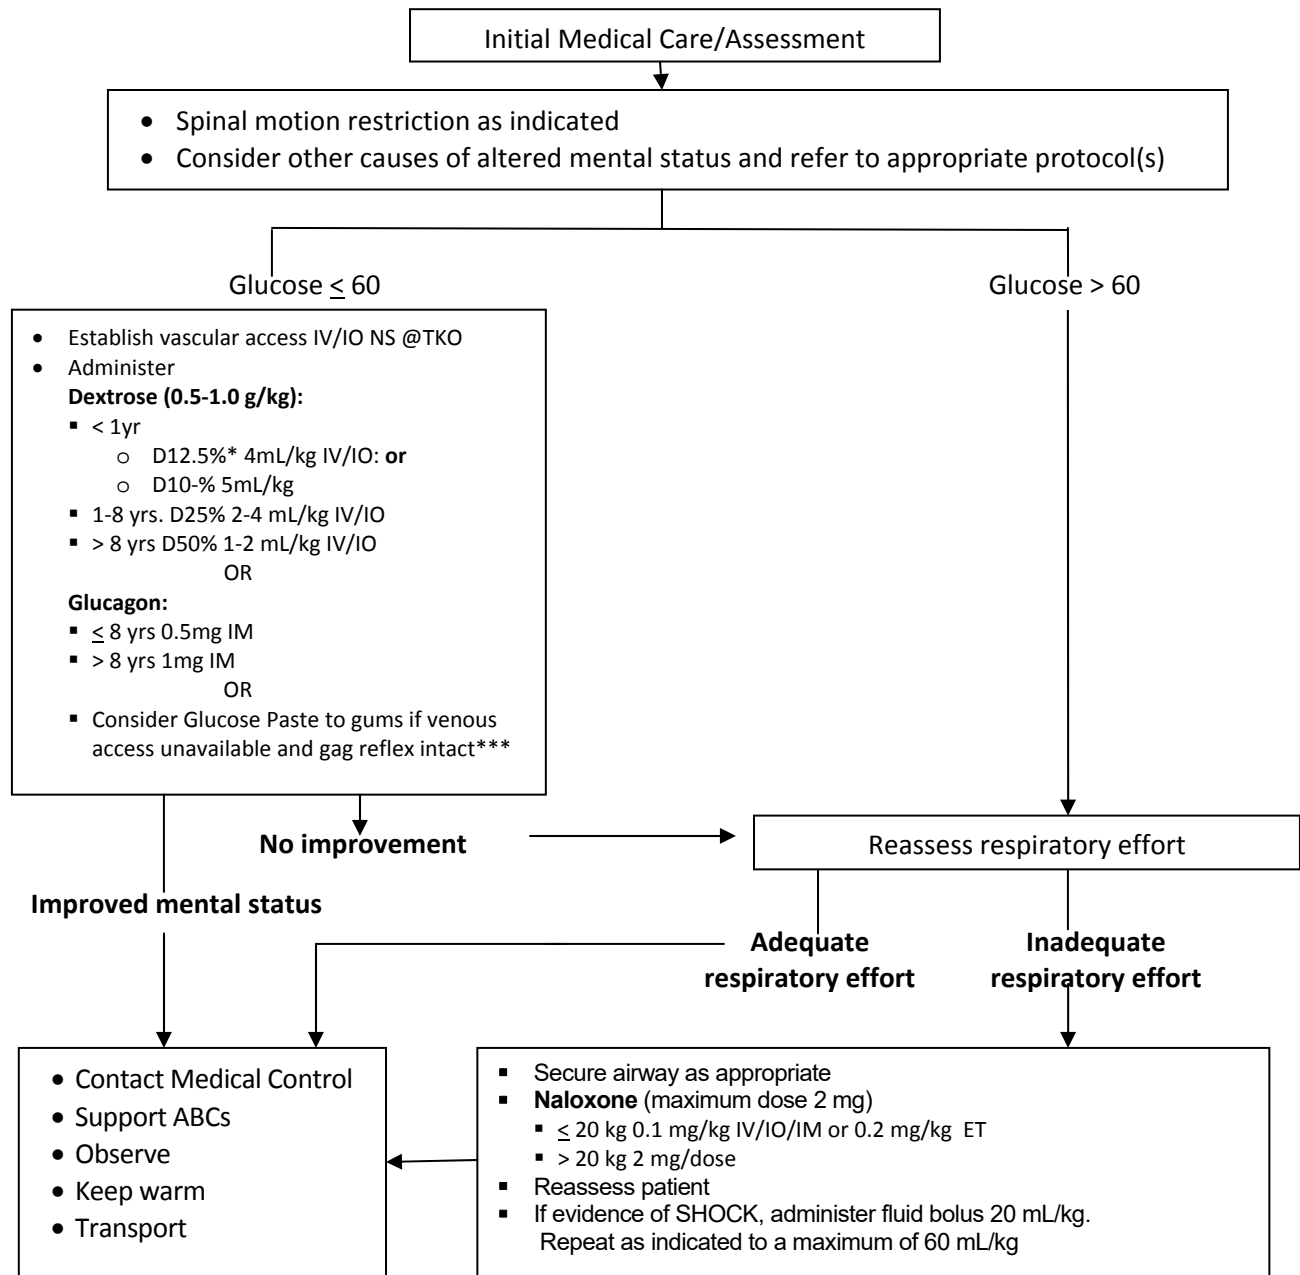 Initial Medical Care/Assessment
• Spinal motion restriction as indicated
• Consider other causes of altered mental status and refer to appropriate protocol(s)
Glucose ≤ 60
Glucose > 60
• Establish vascular access IV/IO NS @TKO
• Administer
Dextrose (0.5-1.0 g/kg):
▪ < 1yr
o D12.5%* 4mL/kg IV/IO: or
o D10-% 5mL/kg
▪ 1-8 yrs. D25% 2-4 mL/kg IV/IO
▪ > 8 yrs D50% 1-2 mL/kg IV/IO
OR
Glucagon:
▪ ≤ 8 yrs 0.5mg IM
▪ > 8 yrs 1mg IM
OR
▪ Consider Glucose Paste to gums if venous
access unavailable and gag reflex intact***
No improvement
Reassess respiratory effort
Improved mental status
Adequate
respiratory effort
Inadequate
respiratory effort
• Contact Medical Control
• Support ABCs
• Observe
• Keep warm
• Transport
▪ Secure airway as appropriate
▪ Naloxone (maximum dose 2 mg)
▪ ≤ 20 kg 0.1 mg/kg IV/IO/IM or 0.2 mg/kg ET
▪ > 20 kg 2 mg/dose
▪ Reassess patient
▪ If evidence of SHOCK, administer fluid bolus 20 mL/kg.
Repeat as indicated to a maximum of 60 mL/kg